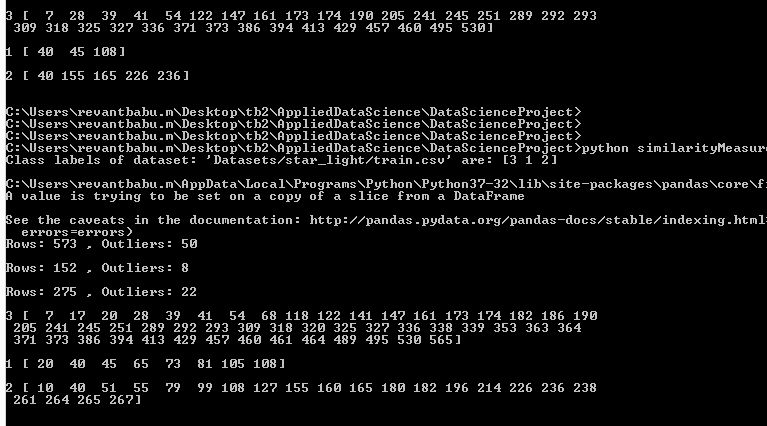 3 [  7  28  39  41  54 122 147 161 173 174 190 205 241 245 251 289 292 293
 309 318 325 327 336 371 373 386 394 413 429 457 460 495 530]
1 [ 40  45 108]
2 [ 40 155 165 226 236]
C:\Users\revantbabu.m\Desktop\tb2\AppliedDataScience\DataScienceProject>
C:\Users\revantbabu.m\Desktop\tb2\AppliedDataScience\DataScienceProject>
C:\Users\revantbabu.m\Desktop\tb2\AppliedDataScience\DataScienceProject>
C:\Users\revantbabu.m\Desktop\tb2\AppliedDataScience\DataScienceProject>python similarityMeasur
Class labels of dataset: 'Datasets/star_light/train.csv' are: [3 1 2]
C:\Users\revantbabu.m\AppData\Local\Programs\Python\Python37-32\lib\site-packages\pandas\core\f
A value is trying to be set on a copy of a slice from a DataFrame
See the caveats in the documentation: http://pandas.pydata.org/pandas-docs/stable/indexing.html
  errors=errors)
Rows: 573 , Outliers: 50
Rows: 152 , Outliers: 8
Rows: 275 , Outliers: 22
3 [  7  17  20  28  39  41  54  68 118 122 141 147 161 173 174 182 186 190
 205 241 245 251 289 292 293 309 318 320 325 327 336 338 339 353 363 364
 371 373 386 394 413 429 457 460 461 464 489 495 530 565]
1 [ 20  40  45  65  73  81 105 108]
2 [ 10  40  51  55  79  99 108 127 155 160 165 180 182 196 214 226 236 238
 261 264 265 267]